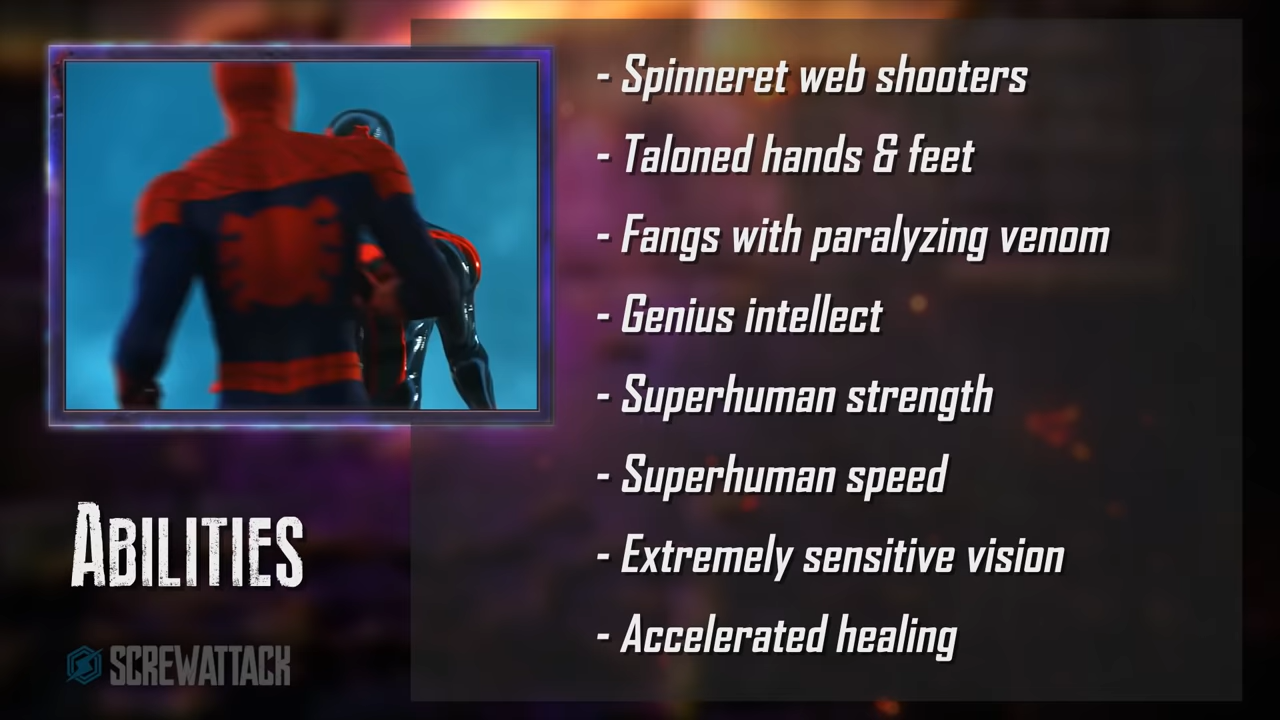 - Spinneret web shooters
- Taloned hands & feet
- Fangs with paralyzing venom
- Genius intellect
- Superhuman strength
- Superhuman speed
- Extremely sensitive vision
- Accelerated healing
ABILITIES
SCREWATTACK